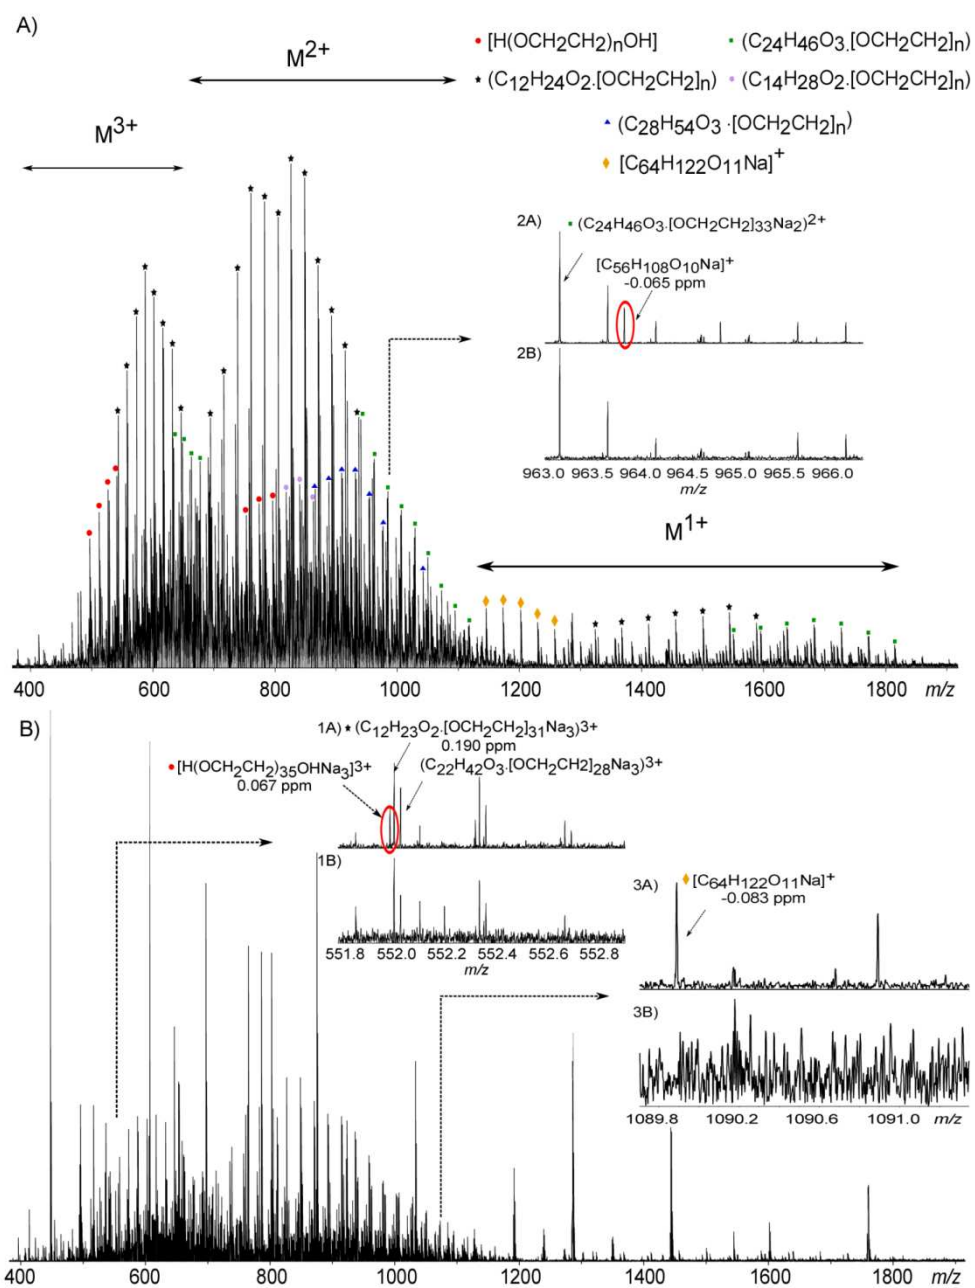 A)
• [H(OCH2CH2)nOH]
▪ (C24H46O3.[OCH2CH2]n)
M2+
★ (C12H24O2.[OCH2CH2]n)
• (C14H28O2.[OCH2CH2]n)
M3+
▲ (C28H54O3 ·[OCH2CH2]n)
◆ [C64H122O11Na]+
2A)
▪ (C24H46O3.[OCH2CH2]33Na2)2+
[C56H108O10Na]+
-0.065 ppm
2B)
963.0 963.5 964.0 964.5 965.0 965.5 966.0
m/z
M1+
400 600 800 1000 1200 1400 1600 1800 m/z
B)
1A) ★ (C12H23O2.[OCH2CH2]31Na3)3+
0.190 ppm
• [H(OCH2CH2)35OHNa3]3+
0.067 ppm
(C22H42O3.[OCH2CH2]28Na3)3+
1B)
551.8 552.0 552.2 552.4 552.6 552.8
m/z
3A)
◆ [C64H122O11Na]+
-0.083 ppm
3B)
1089.8 1090.2 1090.6 1091.0 m/z
400 600 800 1000 1200 1400 1600 1800 m/z